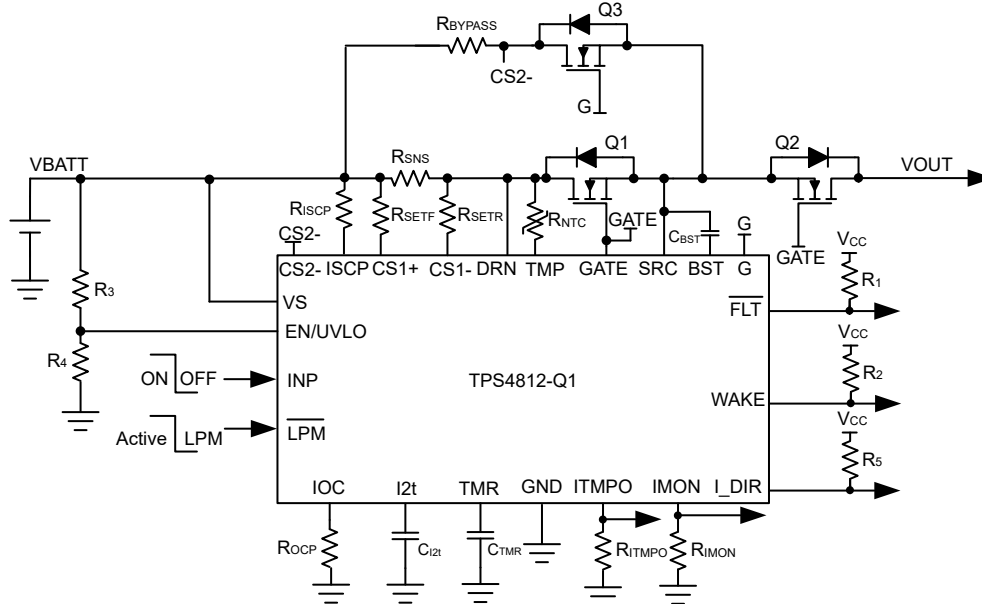 RBYPASS
Q3
CS2-
G
VBATT
RSNS
Q1
Q2
VOUT
RISCP
RSETF
RSETR
RNTC
GATE
CBST
G
CS2-
GATE
VCC
CS2-
ISCP
CS1+
CS1-
DRN
TMP
GATE
SRC
BST
G
R1
FLT
R3
VS
EN/UVLO
R4
VCC
ON
OFF
INP
TPS4812-Q1
R2
WAKE
Active
LPM
LPM
VCC
R5
IOC
I2t
TMR
GND
ITMPO
IMON
I_DIR
ROCP
CI2t
CTMR
RITMPO
RIMON